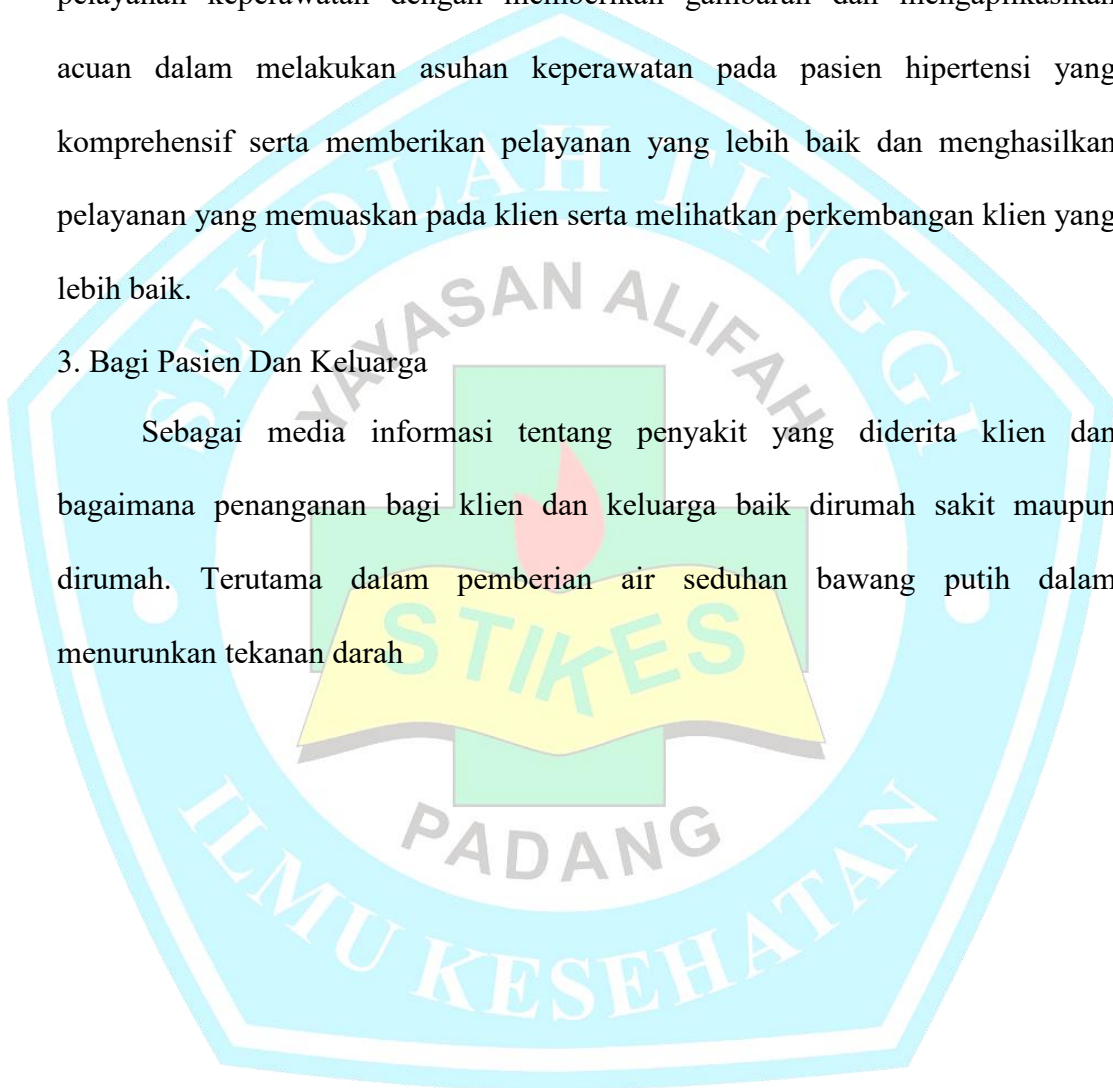 pelayanan keperawatan dengan memberikan gambaran dan mengaplikasikan
acuan dalam melakukan asuhan keperawatan pada pasien hipertensi yang
komprehensif serta memberikan pelayanan yang lebih baik dan menghasilkan
pelayanan yang memuaskan pada klien serta melihatkan perkembangan klien yang
lebih baik.
3. Bagi Pasien Dan Keluarga
Sebagai media informasi tentang penyakit yang diderita klien dan
bagaimana penanganan bagi klien dan keluarga baik dirumah sakit maupun
dirumah. Terutama dalam pemberian air seduhan bawang putih dalam
menurunkan tekanan darah
SEKOLAH TINGGI
YAYASAN ALIFAH
STIKES
PADANG
ILMU KESEHATAN